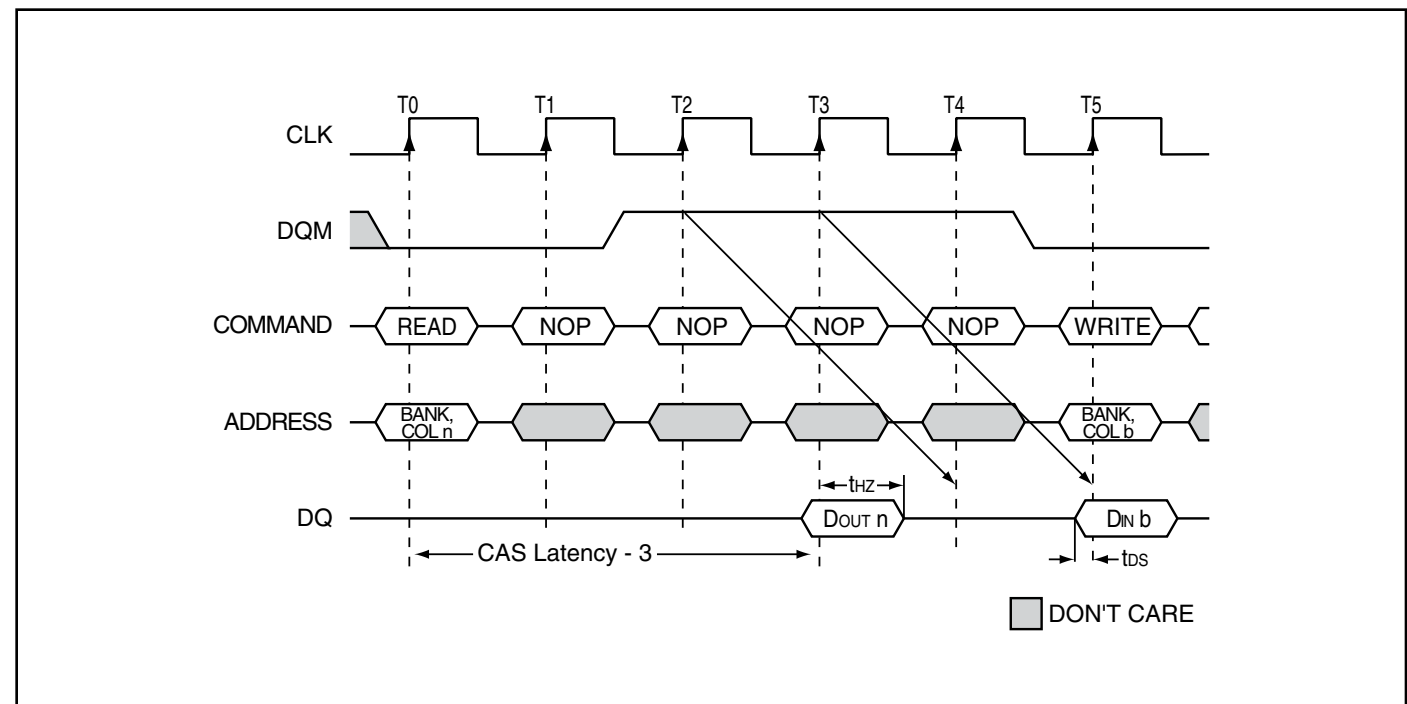 T0 T1 T2 T3 T4 T5
CLK
DQM
COMMAND READ NOP NOP NOP NOP WRITE
ADDRESS BANK, COL n BANK, COL b
tHZ
DQ DOUT n DIN b
CAS Latency - 3 tDS
DON'T CARE